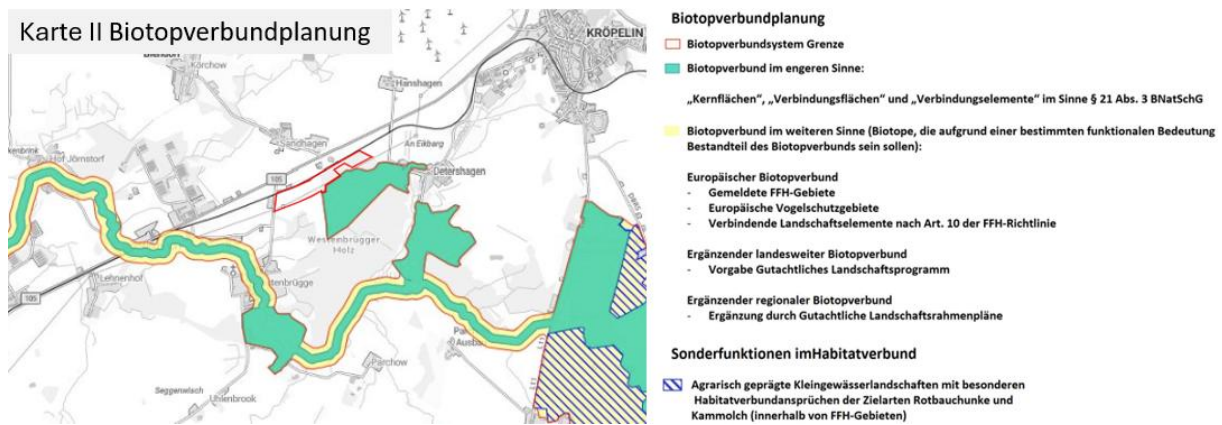 Karte II Biotopverbundplanung
KRÖPELIN
Körchow
Hanshagen
Sandhagen
An Eikbarg
Hof Jörnstorf
105
Detershagen
Westenbrügger
Holz
Lehnenhof
105
Parchow
Seggenwisch
Uhlenbrook
Biotopverbundplanung
Biotopverbundsystem Grenze
Biotopverbund im engeren Sinne:
„Kernflächen“, „Verbindungsflächen“ und „Verbindungselemente“ im Sinne § 21 Abs. 3 BNatSchG
Biotopverbund im weiteren Sinne (Biotope, die aufgrund einer bestimmten funktionalen Bedeutung
Bestandteil des Biotopverbunds sein sollen):
Europäischer Biotopverbund
- Gemeldete FFH-Gebiete
- Europäische Vogelschutzgebiete
- Verbindende Landschaftselemente nach Art. 10 der FFH-Richtlinie
Ergänzender landesweiter Biotopverbund
- Vorgabe Gutachtliches Landschaftsprogramm
Ergänzender regionaler Biotopverbund
- Ergänzung durch Gutachtliche Landschaftsrahmenpläne
Sonderfunktionen imHabitatverbund
Agrarisch geprägte Kleingewässerlandschaften mit besonderen
Habitatverbundansprüchen der Zielarten Rotbauchunke und
Kammolch (innerhalb von FFH-Gebieten)